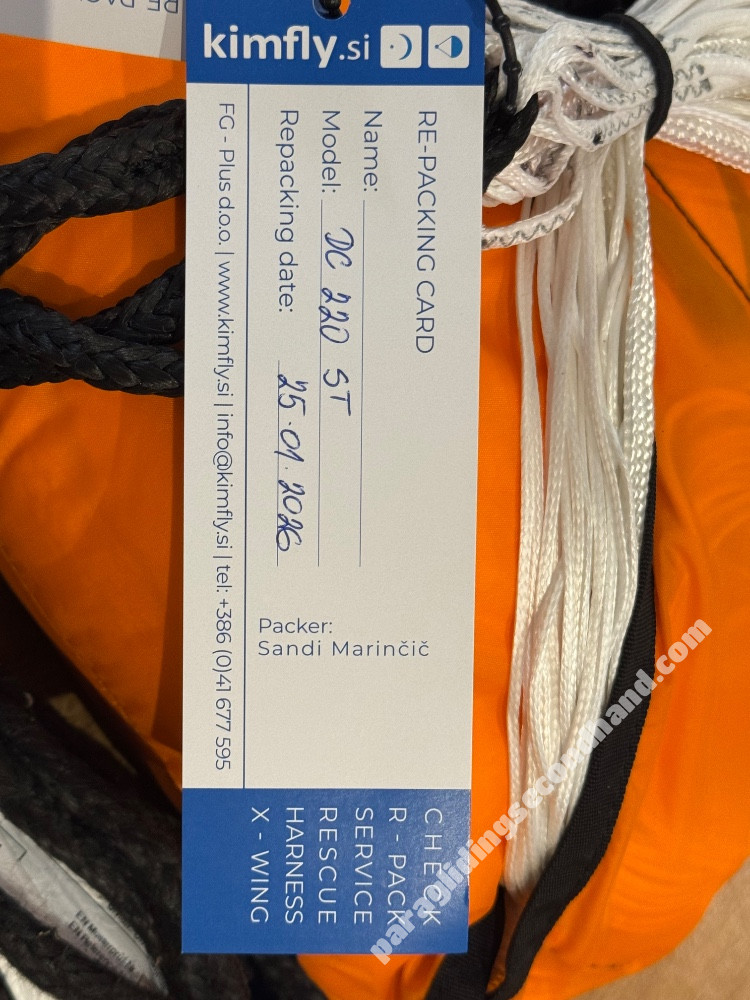 kimfly.si
RE-PACKING CARD
Name:
Model: DC 220 ST
Repacking date: 25.01.2026
Packer:
Sandi Marinčič
FG - Plus d.o.o. | www.kimfly.si | info@kimfly.si | tel: +386 (0)41 677 595
CHECK
R - PACK
SERVICE
RESCUE
HARNESS
X - WING
paraglidingsecondhand.com